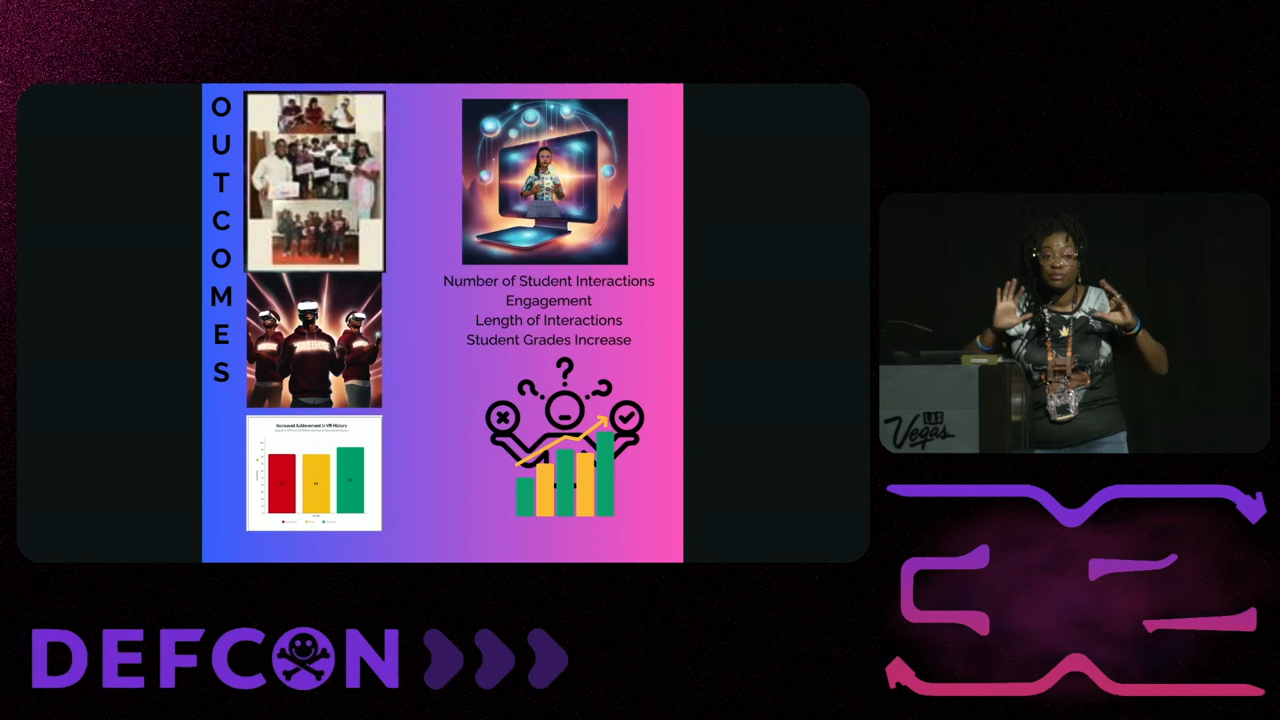 OUTCOMES
Number of Student Interactions
Engagement
Length of Interactions
Student Grades Increase
Increased Achievement in VR History
LAS
Vegas
DEFCON